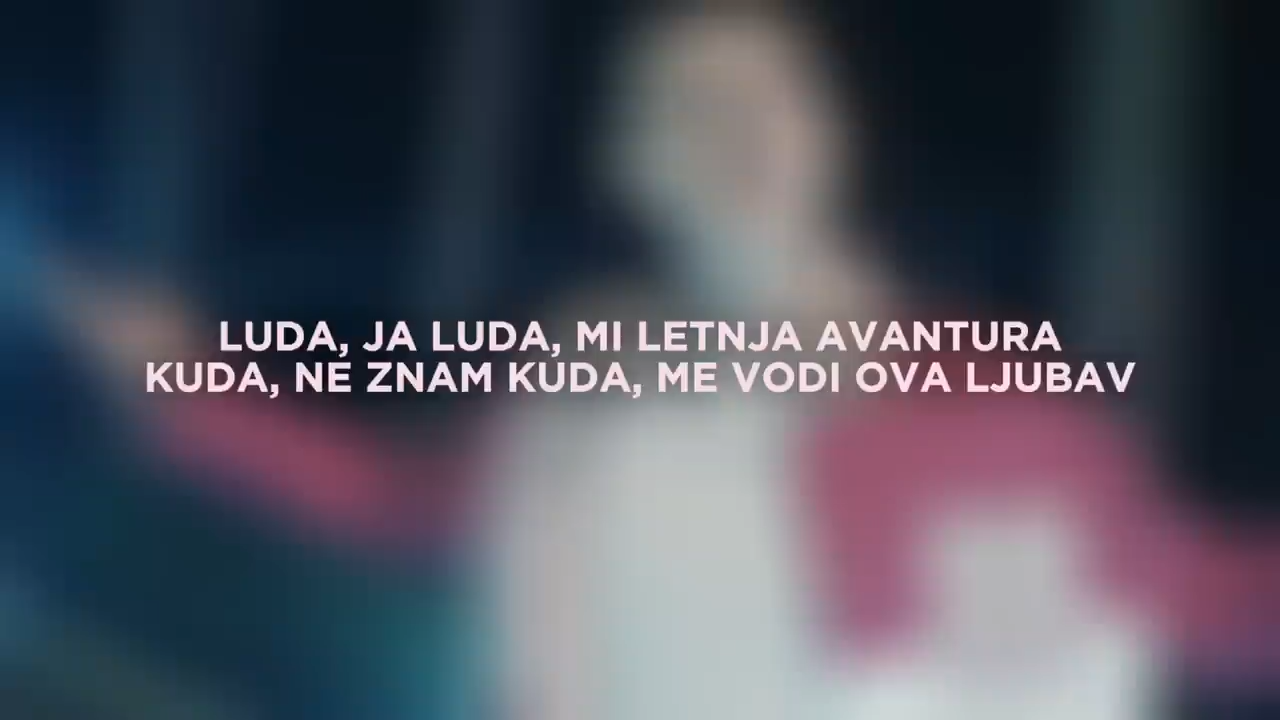 LUDA, JA LUDA, MI LETNJA AVANTURA
KUDA, NE ZNAM KUDA, ME VODI OVA LJUBAV